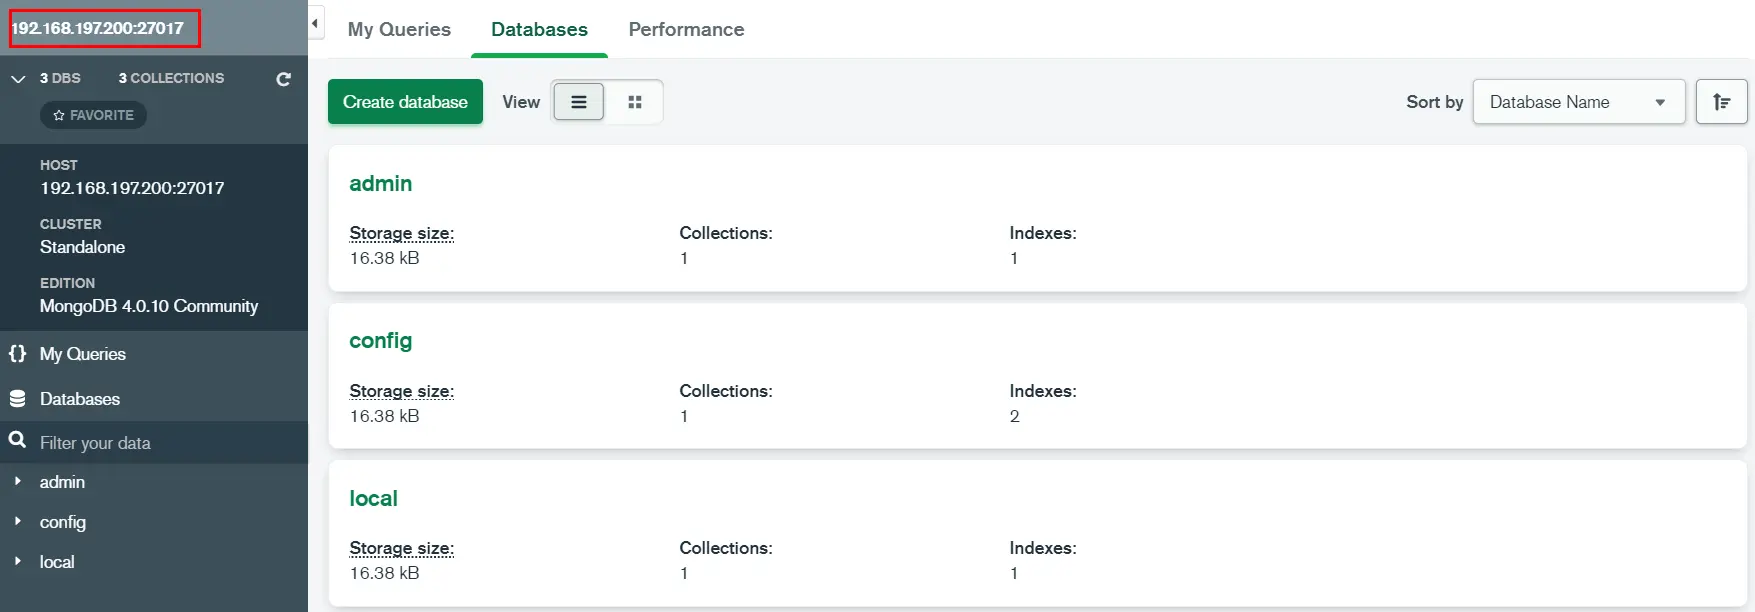 192.168.197.200:27017
3 DBS 3 COLLECTIONS
FAVORITE
HOST
192.168.197.200:27017
CLUSTER
Standalone
EDITION
MongoDB 4.0.10 Community
{} My Queries
Databases
Filter your data
admin
config
local
My Queries Databases Performance
Create database View Sort by Database Name
admin
Storage size: Collections: Indexes:
16.38 kB 1 1
config
Storage size: Collections: Indexes:
16.38 kB 1 2
local
Storage size: Collections: Indexes:
16.38 kB 1 1